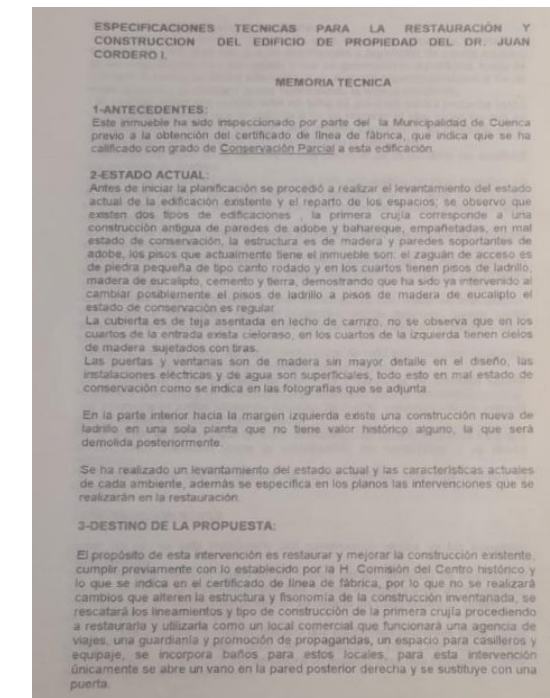 ESPECIFICACIONES TECNICAS PARA LA RESTAURACIÓN Y
CONSTRUCCION DEL EDIFICIO DE PROPIEDAD DEL DR. JUAN
CORDERO I.
MEMORIA TECNICA
1-ANTECEDENTES:
Este inmueble ha sido inspeccionado por parte del la Municipalidad de Cuenca
previo a la obtención del certificado de línea de fábrica, que indica que se ha
calificado con grado de Conservación Parcial a esta edificación.
2-ESTADO ACTUAL:
Antes de iniciar la planificación se procedió a realizar el levantamiento del estado
actual de la edificación existente y el reparto de los espacios; se observo que
existen dos tipos de edificaciones , la primera crujía corresponde a una
construcción antigua de paredes de adobe y bahareque, empañetadas, en mal
estado de conservación, la estructura es de madera y paredes soportantes de
adobe, los pisos que actualmente tiene el inmueble son: el zaguán de acceso es
de piedra pequeña de tipo canto rodado y en los cuartos tienen pisos de ladrillo,
madera de eucalipto, cemento y tierra, demostrando que ha sido ya intervenido al
cambiar posiblemente el pisos de ladrillo a pisos de madera de eucalipto el
estado de conservación es regular.
La cubierta es de teja asentada en lecho de carrizo, no se observa que en los
cuartos de la entrada exista cieloraso, en los cuartos de la izquierda tienen cielos
de madera sujetados con tiras.
Las puertas y ventanas son de madera sin mayor detalle en el diseño, las
instalaciones eléctricas y de agua son superficiales, todo esto en mal estado de
conservación como se indica en las fotografías que se adjunta.
En la parte interior hacia la margen izquierda existe una construcción nueva de
ladrillo en una sola planta que no tiene valor histórico alguno, la que será
demolida posteriormente.
Se ha realizado un levantamiento del estado actual y las características actuales
de cada ambiente, además se especifica en los planos las intervenciones que se
realizarán en la restauración.
3-DESTINO DE LA PROPUESTA:
El propósito de esta intervención es restaurar y mejorar la construcción existente,
cumplir previamente con lo establecido por la H. Comisión del Centro histórico y
lo que se indica en el certificado de línea de fábrica, por lo que no se realizará
cambios que alteren la estructura y fisonomía de la construcción inventariada, se
rescatará los lineamientos y tipo de construcción de la primera crujía procediendo
a restaurarla y utilizarla como un local comercial que funcionará una agencia de
viajes, una guardianía y promoción de propagandas, un espacio para casilleros y
equipaje, se incorpora baños para estos locales, para esta intervención
únicamente se abre un vano en la pared posterior derecha y se sustituye con una
puerta.